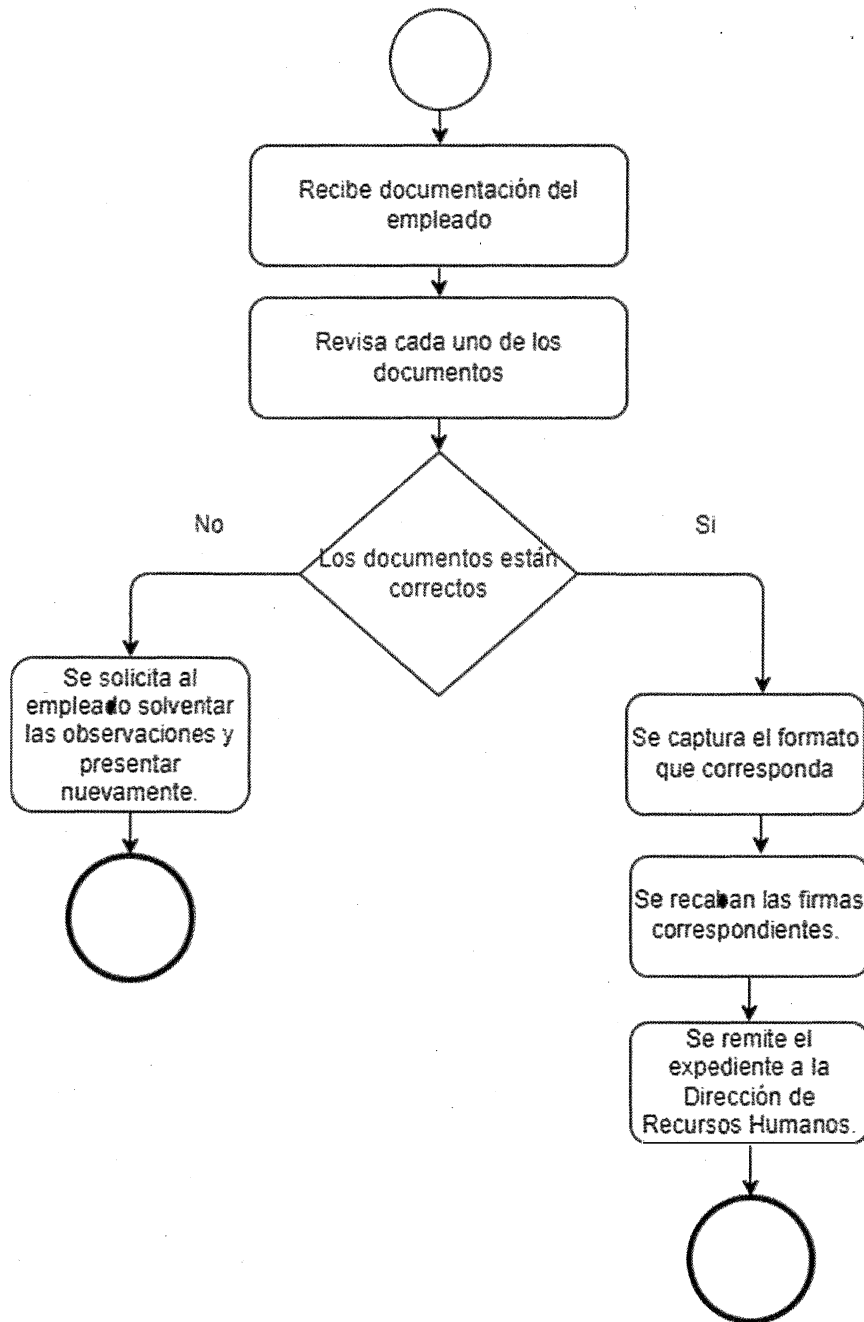 Recibe documentación del
empleado
Revisa cada uno de los
documentos
No
Si
Los documentos están
correctos
Se solicita al
empleado solventar
las observaciones y
presentar
nuevamente.
Se captura el formato
que corresponda
Se recaban las firmas
correspondientes.
Se remite el
expediente a la
Dirección de
Recursos Humanos.